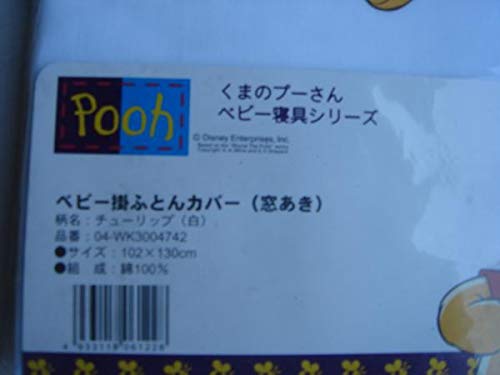 Pooh
くまのプーさん
ベビー寝具シリーズ
© Disney Enterprises, Inc.
ベビー掛ふとんカバー（窓あき）
柄名：チューリップ（白）
品番：04-WK3004742
●サイズ：102×130cm
●組　成：綿100％
4 933518 061228